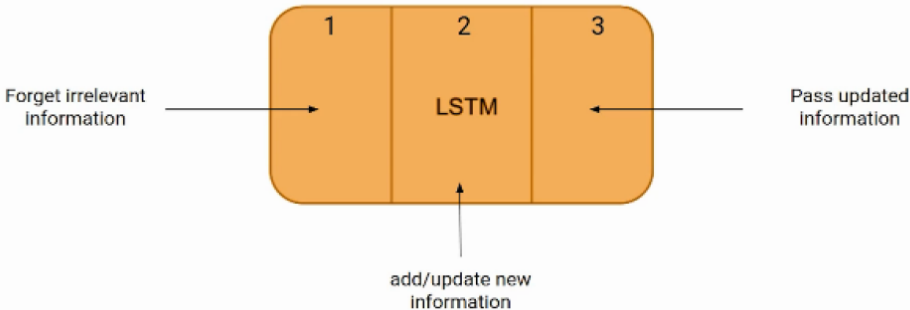 1
2
3
Forget irrelevant
information
LSTM
Pass updated
information
add/update new
information